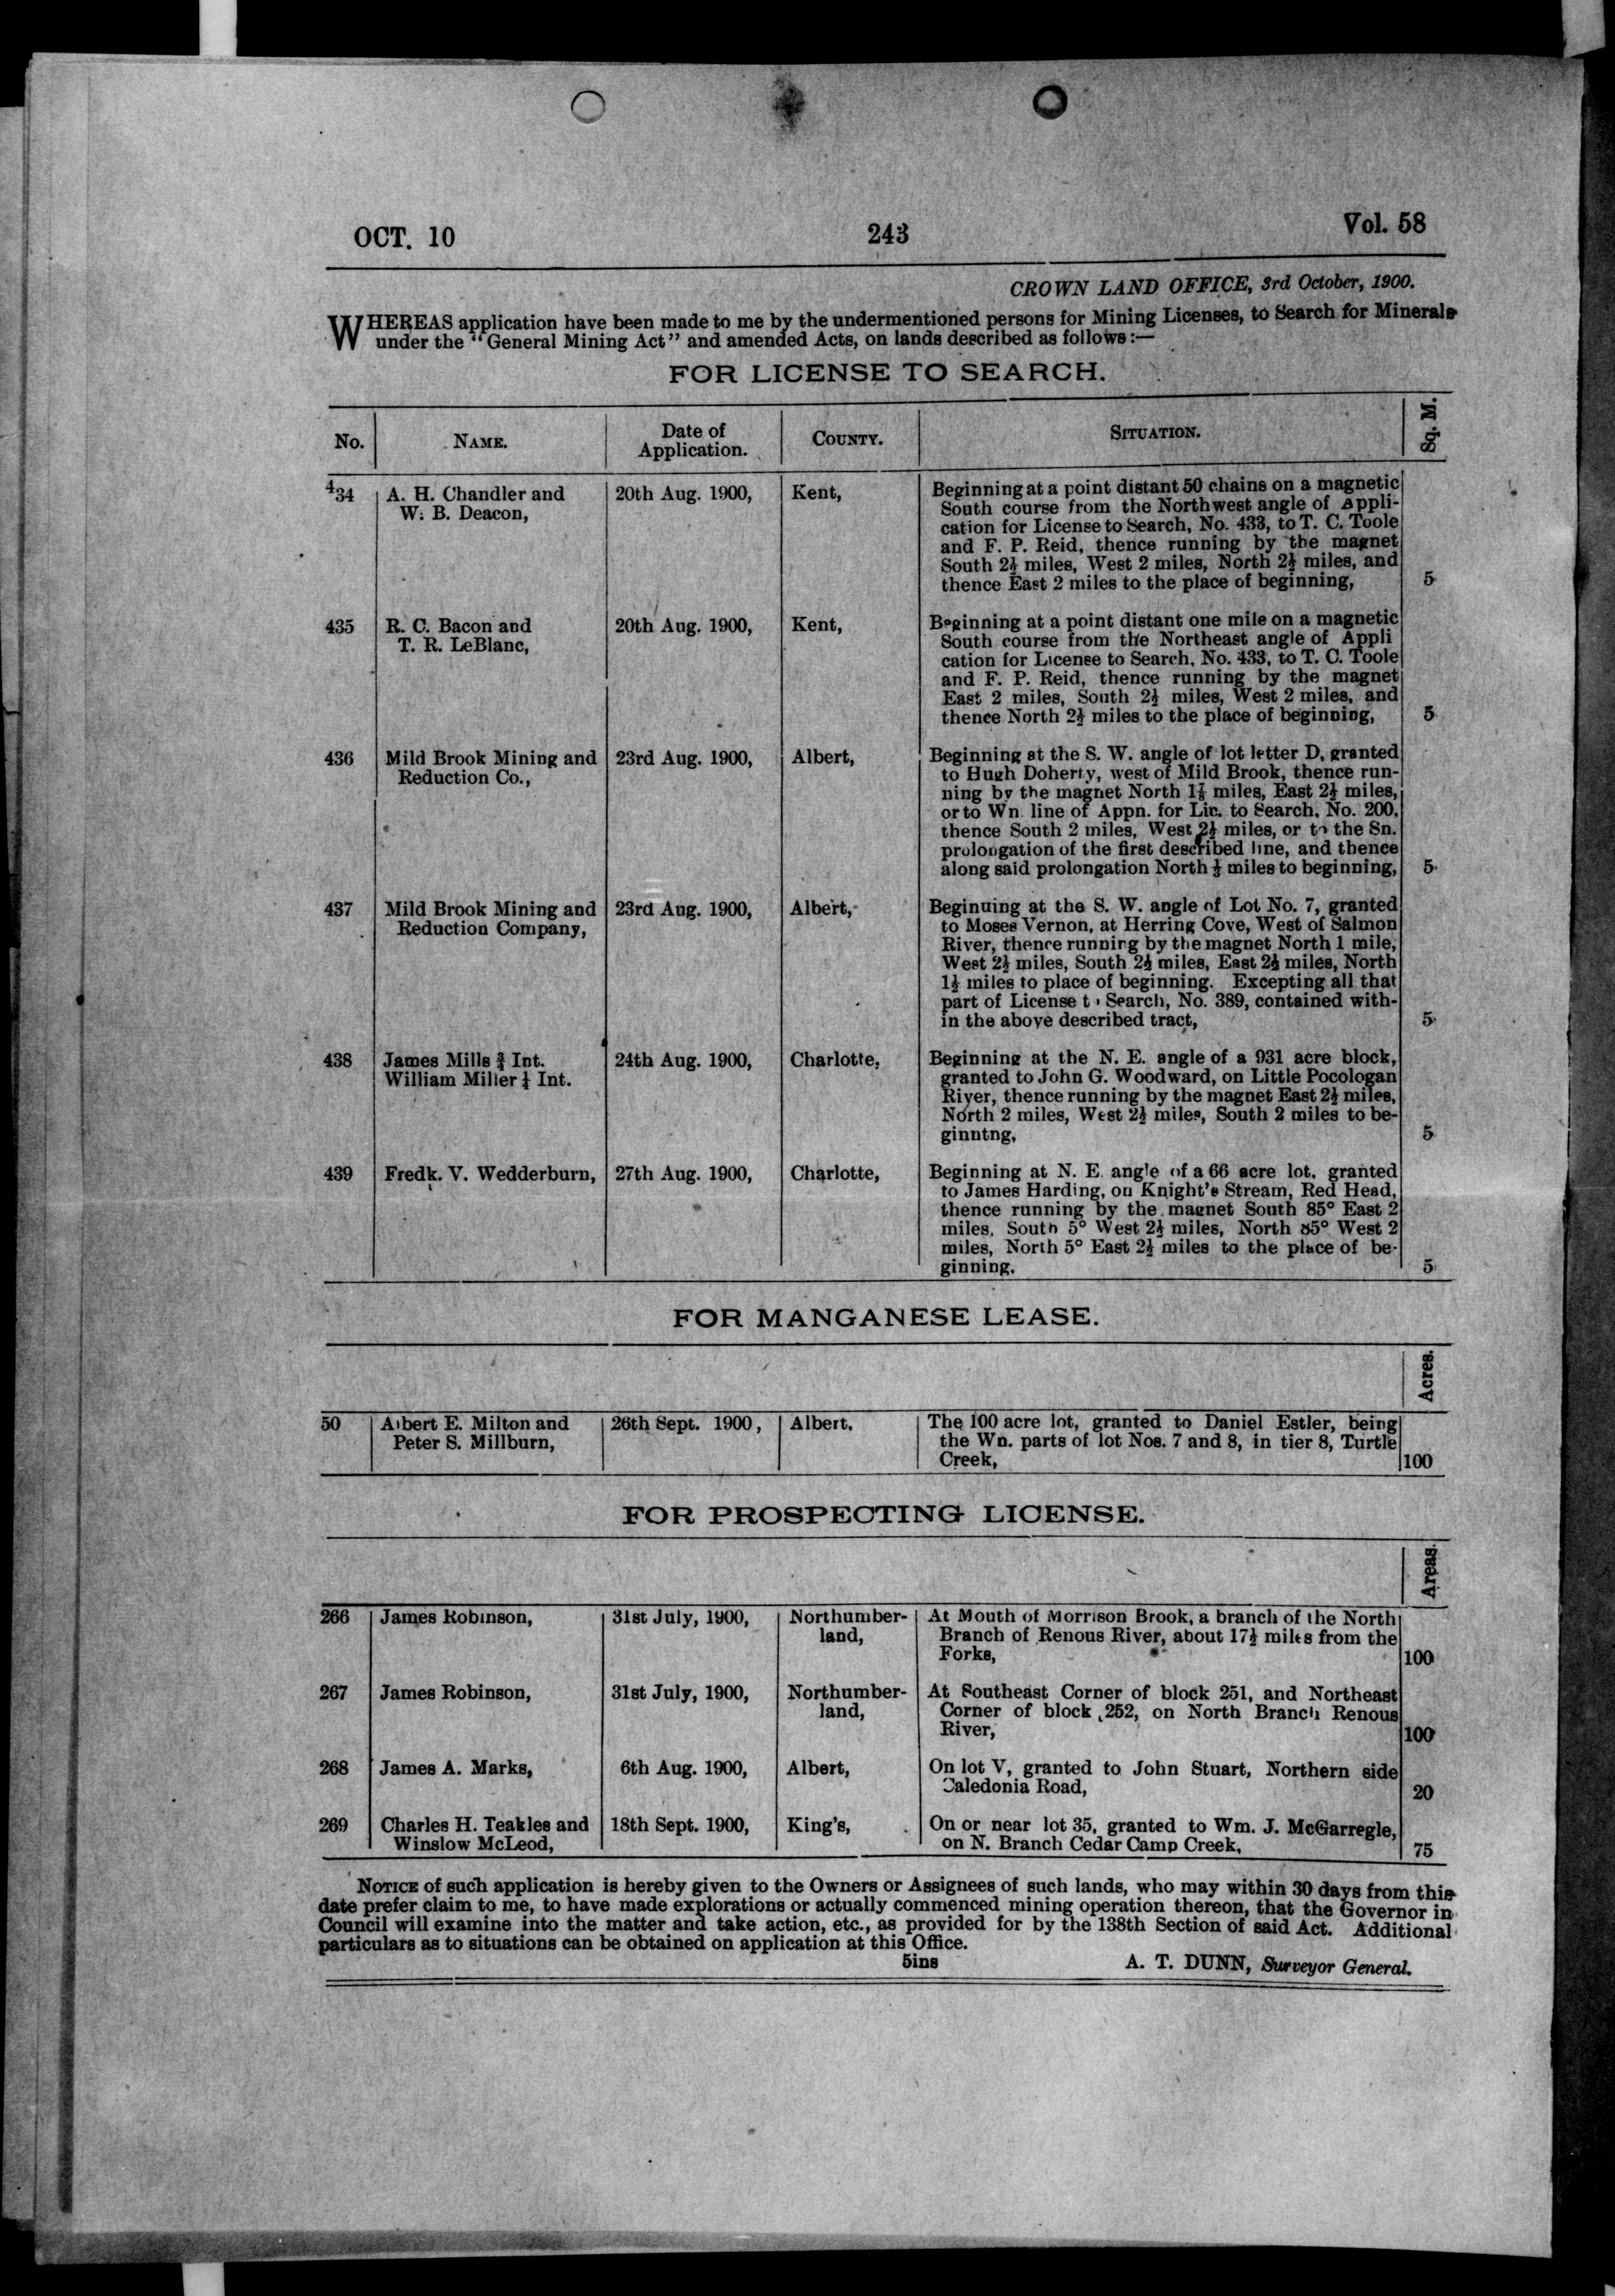 OCT. 10 243 Vol. 58
CROWN LAND OFFICE, 3rd October, 1900.
WHEREAS application have been made to me by the undermentioned persons for Mining Licenses, to Search for Minerals
under the "General Mining Act" and amended Acts, on lands described as follows:—
FOR LICENSE TO SEARCH.
No. NAME. Date of Application. COUNTY. SITUATION. Sq. M.
434 A. H. Chandler and 20th Aug. 1900, Kent, Beginning at a point distant 50 chains on a magnetic
W. B. Deacon, South course from the Northwest angle of Appli-
cation for License to Search, No. 433, to T. C. Toole
and F. P. Reid, thence running by the magnet
South 2½ miles, West 2 miles, North 2½ miles, and
thence East 2 miles to the place of beginning, 5
435 R. C. Bacon and 20th Aug. 1900, Kent, Beginning at a point distant one mile on a magnetic
T. R. LeBlanc, South course from the Northeast angle of Appli
cation for License to Search, No. 433, to T. C. Toole
and F. P. Reid, thence running by the magnet
East 2 miles, South 2½ miles, West 2 miles, and
thence North 2½ miles to the place of beginning, 5
436 Mild Brook Mining and 23rd Aug. 1900, Albert, Beginning at the S. W. angle of lot letter D, granted
Reduction Co., to Hugh Doherty, west of Mild Brook, thence run-
ning by the magnet North miles, East 2½ miles,
or to Wn. line of Appn. for Lic. to Search, No. 200,
thence South 2 miles, West 2½ miles, or to the Sn.
prolongation of the first described line, and thence
along said prolongation North miles to beginning, 5
437 Mild Brook Mining and 23rd Aug. 1900, Albert, Beginuing at the S. W. angle of Lot No. 7, granted
Reduction Company, to Moses Vernon, at Herring Cove, West of Salmon
River, thence running by the magnet North 1 mile,
West 2½ miles, South 2½ miles, East 2½ miles, North
1½ miles to place of beginning. Excepting all that
part of License to Search, No. 389, contained with-
in the above described tract, 5
438 James Mills ¾ Int. 24th Aug. 1900, Charlotte, Beginning at the N. E. angle of a 931 acre block,
William Miller ¼ Int. granted to John G. Woodward, on Little Pocologan
River, thence running by the magnet East 2½ miles,
North 2 miles, West 2½ miles, South 2 miles to be-
ginntng, 5
439 Fredk. V. Wedderburn, 27th Aug. 1900, Charlotte, Beginning at N. E. angle of a 66 acre lot, granted
to James Harding, on Knight's Stream, Red Head,
thence running by the magnet South 85° East 2
miles, South 5° West 2½ miles, North 85° West 2
miles, North 5° East 2½ miles to the place of be-
ginning. 5
FOR MANGANESE LEASE.
Acres.
50 Albert E. Milton and 26th Sept. 1900, Albert, The 100 acre lot, granted to Daniel Estler, being
Peter S. Millburn, the Wn. parts of lot Nos. 7 and 8, in tier 8, Turtle
Creek, 100
FOR PROSPECTING LICENSE.
Areas.
266 James Robinson, 31st July, 1900, Northumber- At Mouth of Morrison Brook, a branch of the North
land, Branch of Renous River, about 17½ miles from the
Forks, 100
267 James Robinson, 31st July, 1900, Northumber- At Southeast Corner of block 251, and Northeast
land, Corner of block 252, on North Branch Renous
River, 100
268 James A. Marks, 6th Aug. 1900, Albert, On lot V, granted to John Stuart, Northern side
Caledonia Road, 20
269 Charles H. Teakles and 18th Sept. 1900, King's, On or near lot 35, granted to Wm. J. McGarregle,
Winslow McLeod, on N. Branch Cedar Camp Creek, 75
NOTICE of such application is hereby given to the Owners or Assignees of such lands, who may within 30 days from this
date prefer claim to me, to have made explorations or actually commenced mining operation thereon, that the Governor in
Council will examine into the matter and take action, etc., as provided for by the 138th Section of said Act. Additional
particulars as to situations can be obtained on application at this Office.
5ins A. T. DUNN, Surveyor General.